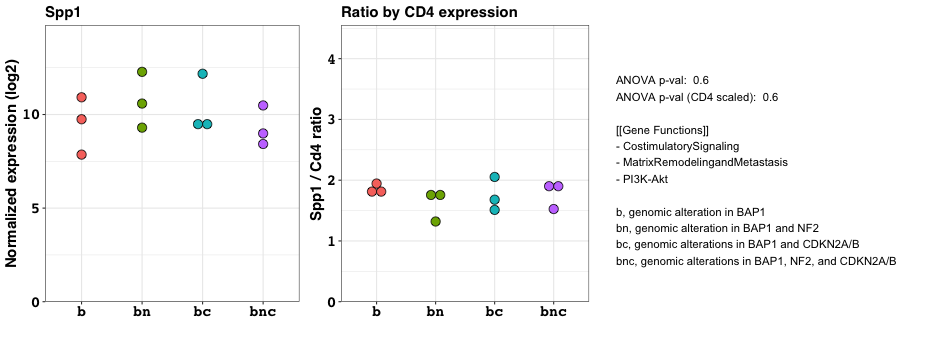 Spp1
Normalized expression (log2)
10
5
0
b bn bc bnc
Ratio by CD4 expression
Spp1 / Cd4 ratio
4
3
2
1
0
b bn bc bnc
ANOVA p-val:  0.6
ANOVA p-val (CD4 scaled):  0.6
[[Gene Functions]]
- CostimulatorySignaling
- MatrixRemodelingandMetastasis
- PI3K-Akt
b, genomic alteration in BAP1
bn, genomic alteration in BAP1 and NF2
bc, genomic alterations in BAP1 and CDKN2A/B
bnc, genomic alterations in BAP1, NF2, and CDKN2A/B